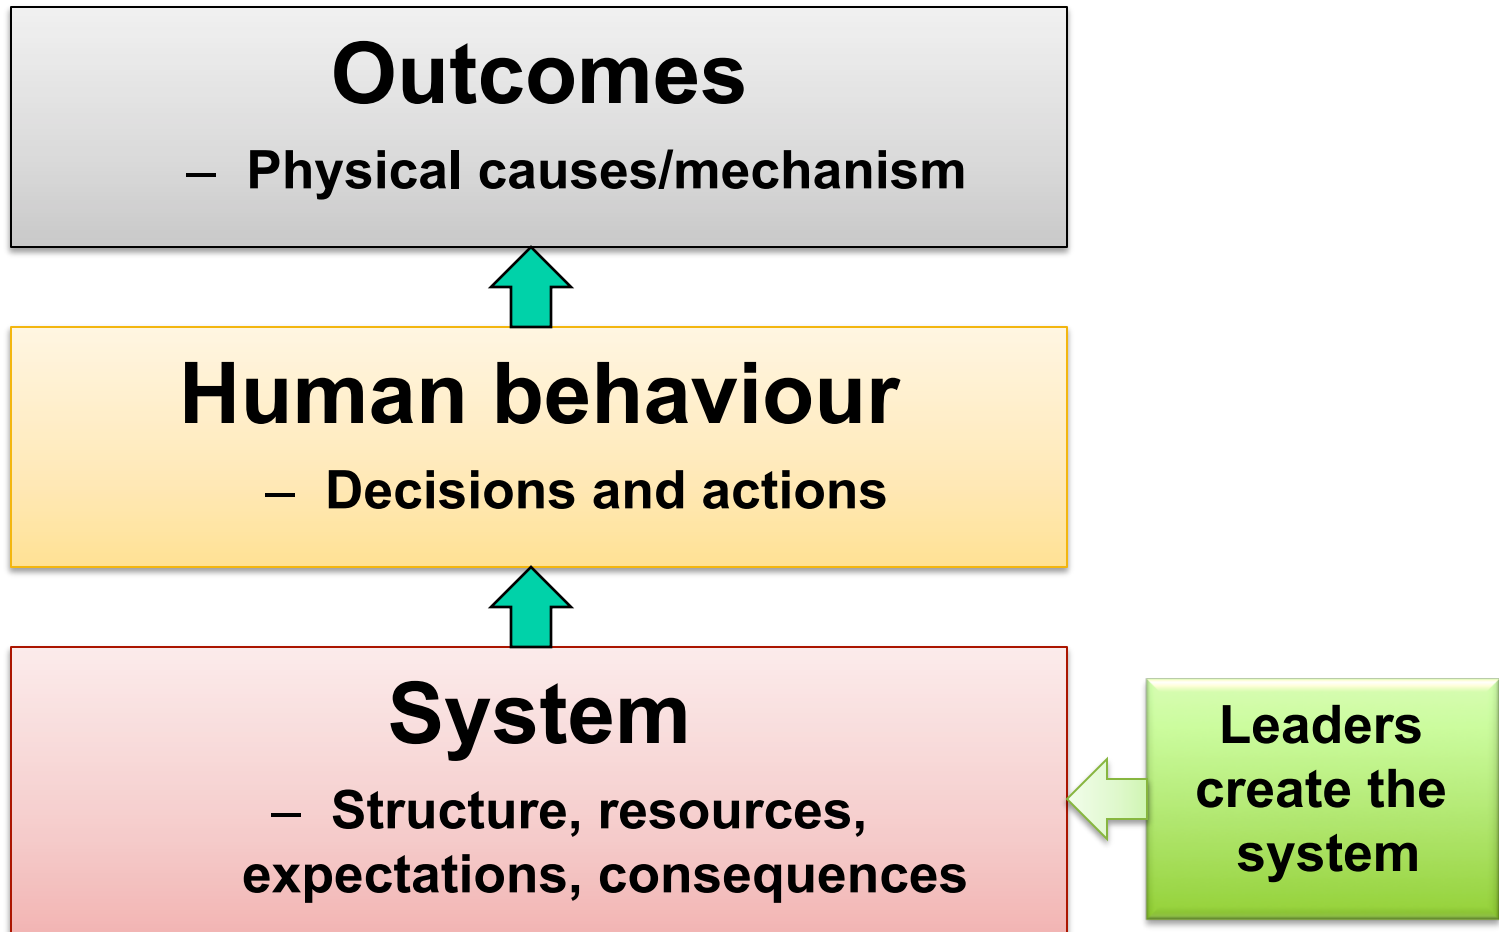 Outcomes
– Physical causes/mechanism
Human behaviour
– Decisions and actions
System
– Structure, resources,
expectations, consequences
Leaders
create the
system